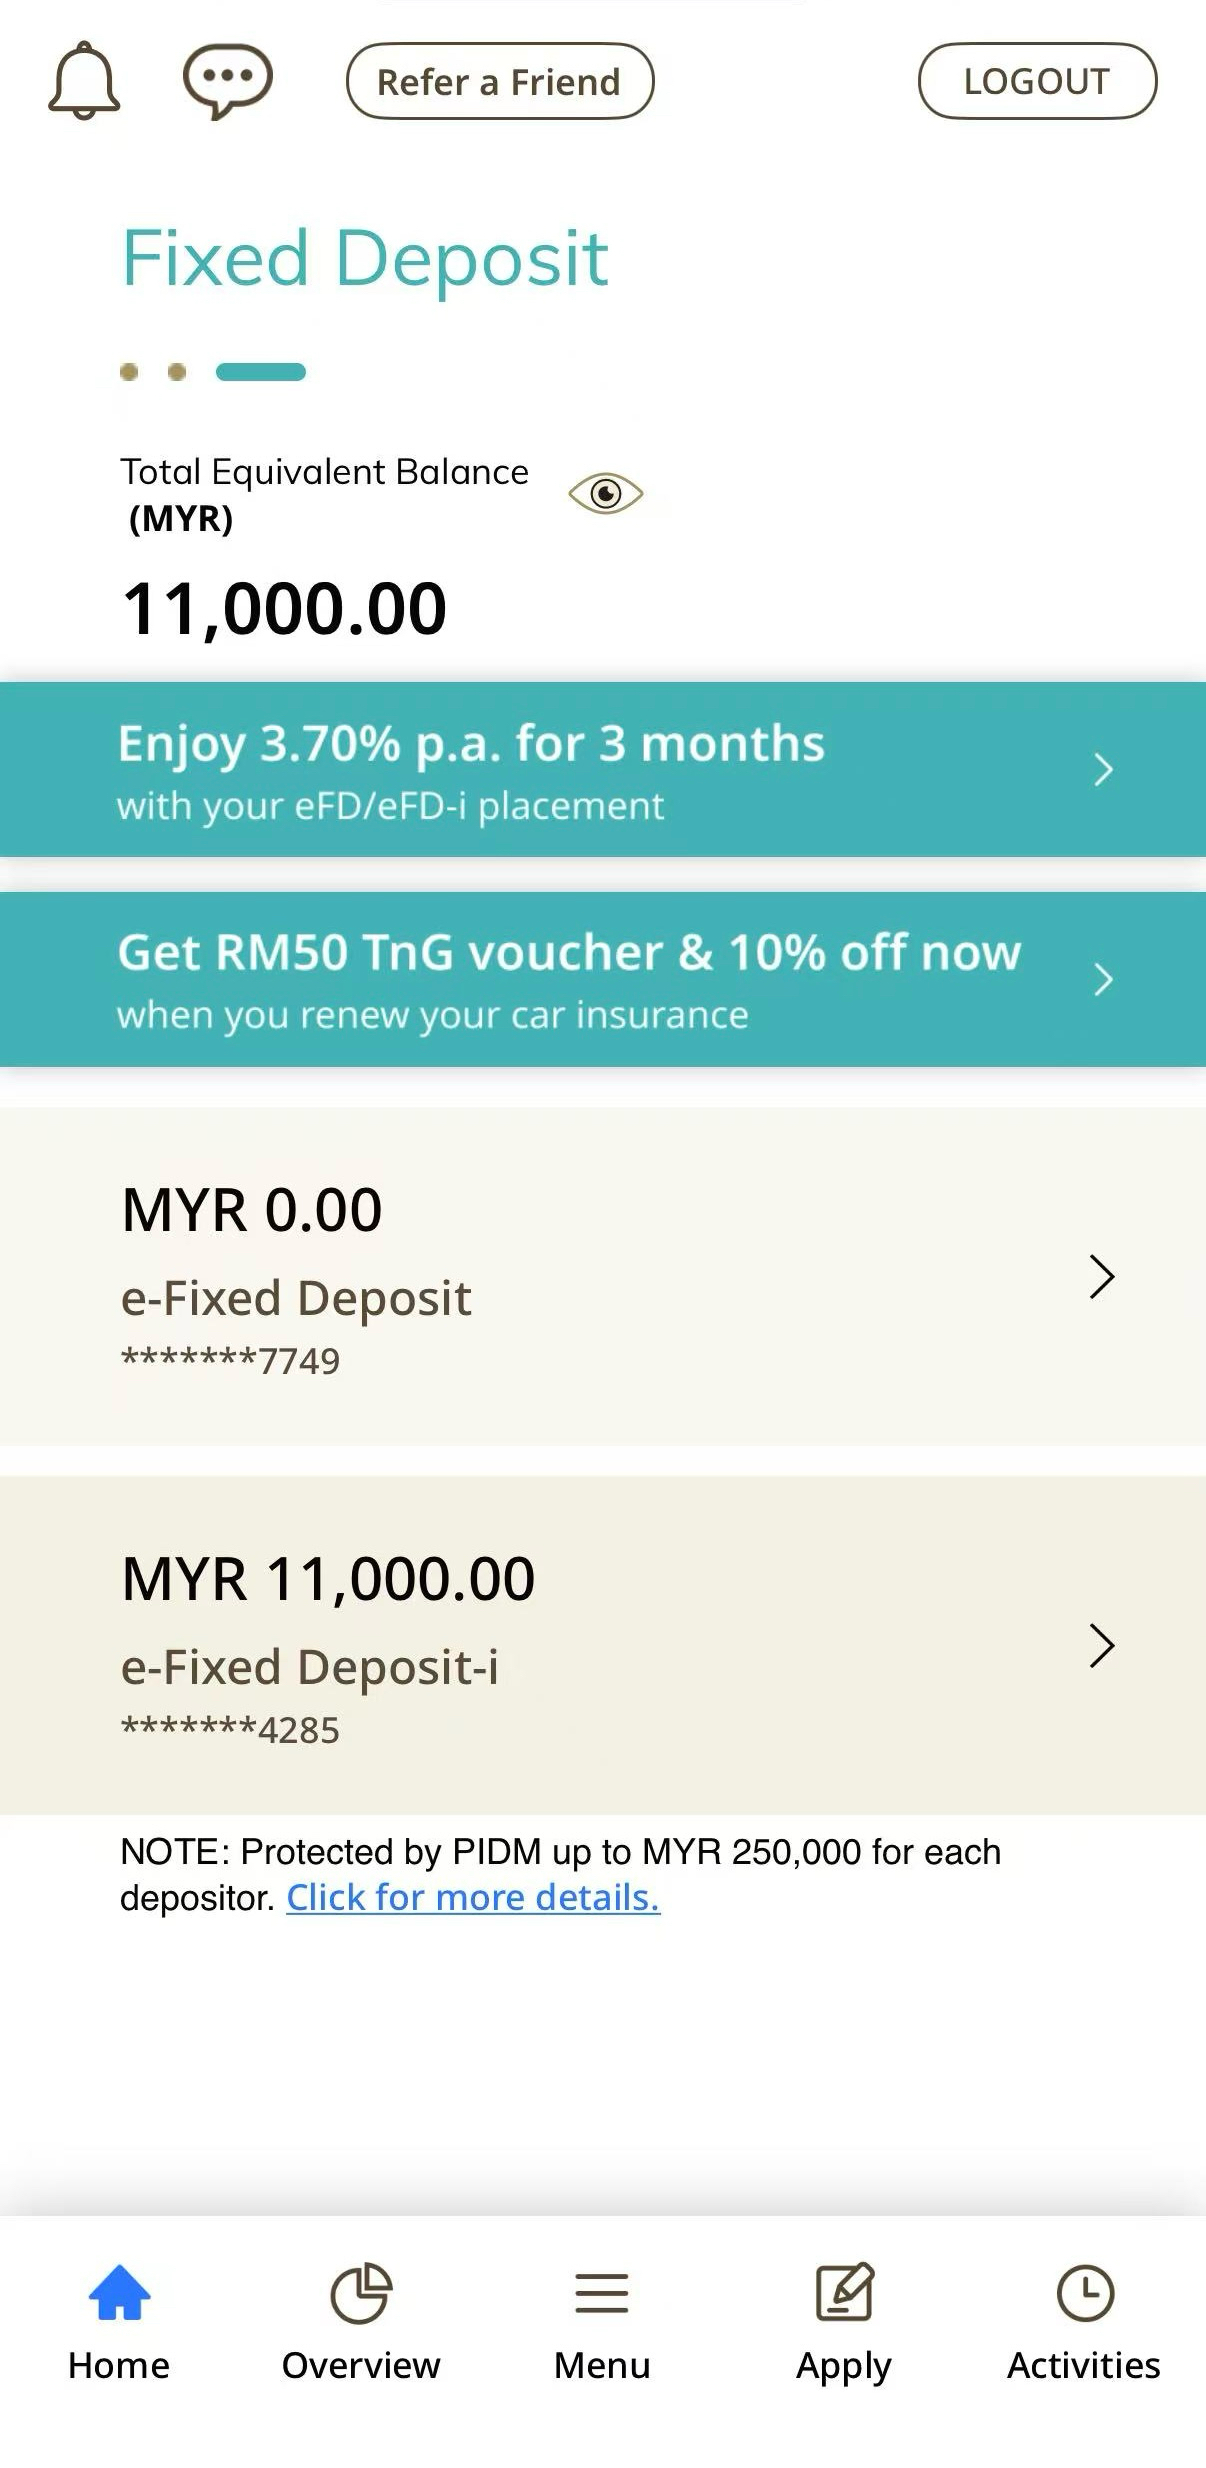 Refer a Friend
LOGOUT
Fixed Deposit
Total Equivalent Balance
(MYR)
11,000.00
Enjoy 3.70% p.a. for 3 months
with your eFD/eFD-i placement
Get RM50 TnG voucher & 10% off now
when you renew your car insurance
MYR 0.00
e-Fixed Deposit
*******7749
MYR 11,000.00
e-Fixed Deposit-i
*******4285
NOTE: Protected by PIDM up to MYR 250,000 for each
depositor. Click for more details.
Home
Overview
Menu
Apply
Activities